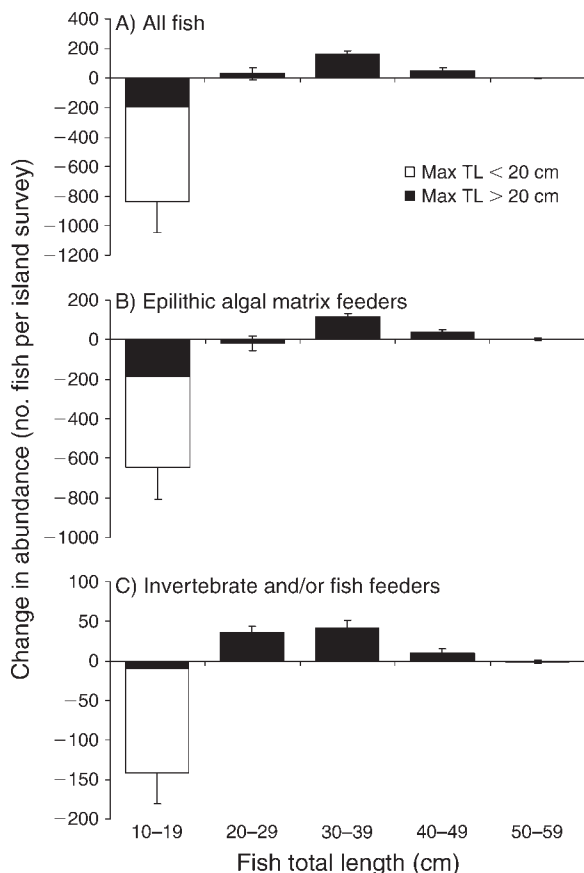 Change in abundance (no. fish per island survey)
A) All fish
400
200
0
−200
−400
−600
−800
−1000
−1200
Max TL < 20 cm
Max TL > 20 cm
B) Epilithic algal matrix feeders
200
0
−200
−400
−600
−800
−1000
C) Invertebrate and/or fish feeders
100
50
0
−50
−100
−150
−200
10–19 20–29 30–39 40–49 50–59
Fish total length (cm)